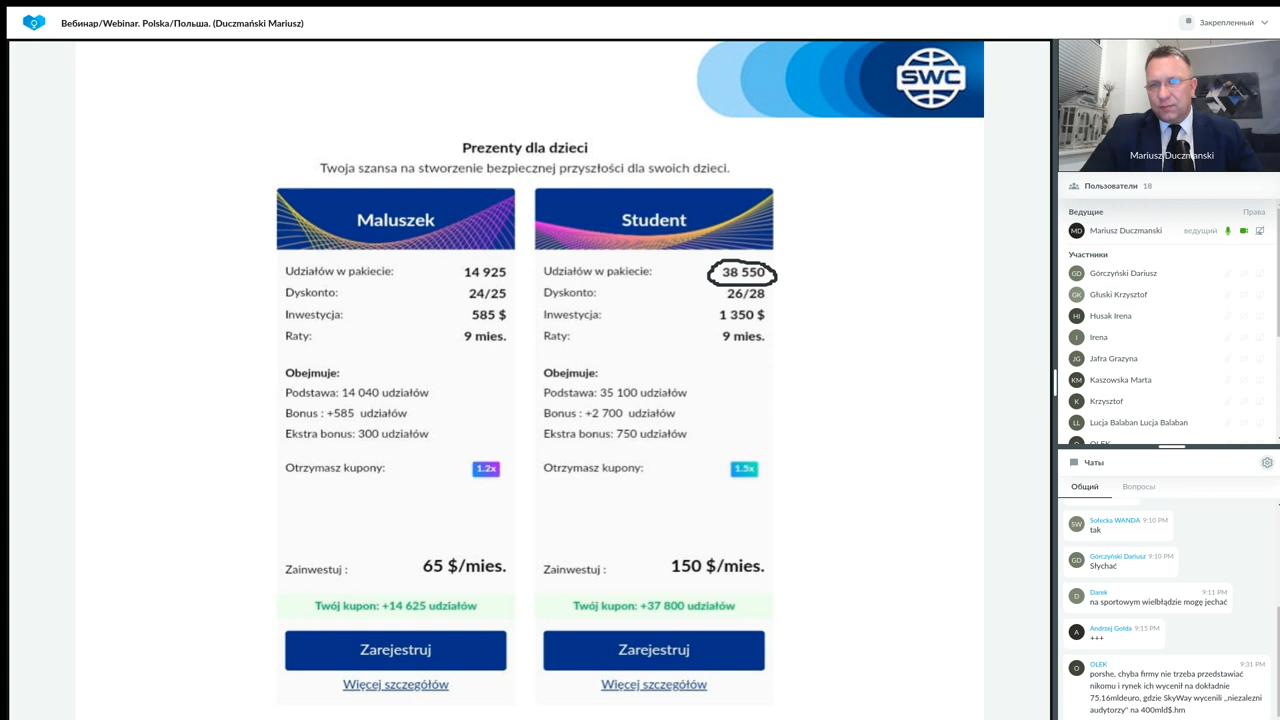 Вебинар/Webinar. Polska/Польша. (Duczmański Mariusz)
Закрепленный
SWC
Prezenty dla dzieci
Twoja szansa na stworzenie bezpiecznej przyszłości dla swoich dzieci.
Maluszek
Udziałów w pakiecie: 14 925
Dyskonto: 24/25
Inwestycja: 585 $
Raty: 9 mies.
Obejmuje:
Podstawa: 14 040 udziałów
Bonus : +585 udziałów
Ekstra bonus: 300 udziałów
Otrzymasz kupony: 1.2x
Zainwestuj : 65 $/mies.
Twój kupon: +14 625 udziałów
Zarejestruj
Więcej szczegółów
Student
Udziałów w pakiecie: 38 550
Dyskonto: 26/28
Inwestycja: 1 350 $
Raty: 9 mies.
Obejmuje:
Podstawa: 35 100 udziałów
Bonus : +2 700 udziałów
Ekstra bonus: 750 udziałów
Otrzymasz kupony: 1.5x
Zainwestuj : 150 $/mies.
Twój kupon: +37 800 udziałów
Zarejestruj
Więcej szczegółów
Mariusz Duczmanski
Пользователи 18
Ведущие Права
MD Mariusz Duczmanski ведущий
Участники
GD Górczyński Dariusz
GK Głuski Krzysztof
HI Husak Irena
I Irena
JG Jafra Grazyna
KM Kaszowska Marta
K Krzysztof
LL Lucja Balaban Lucja Balaban
O OLEK
Чаты
Общий Вопросы
SW Sołecka WANDA 9:10 PM
tak
GD Górczyński Dariusz 9:10 PM
Słychać
D Darek 9:11 PM
na sportowym wielbłądzie mogę jechać
A Andrzej Gołda 9:15 PM
+++
O OLEK 9:31 PM
porshe, chyba firmy nie trzeba przedstawiać
nikomu i rynek ich wycenił na dokładnie
75.16mldeuro, gdzie SkyWay wycenili ,,niezalezni
audytorzy" na 400mld$.hm